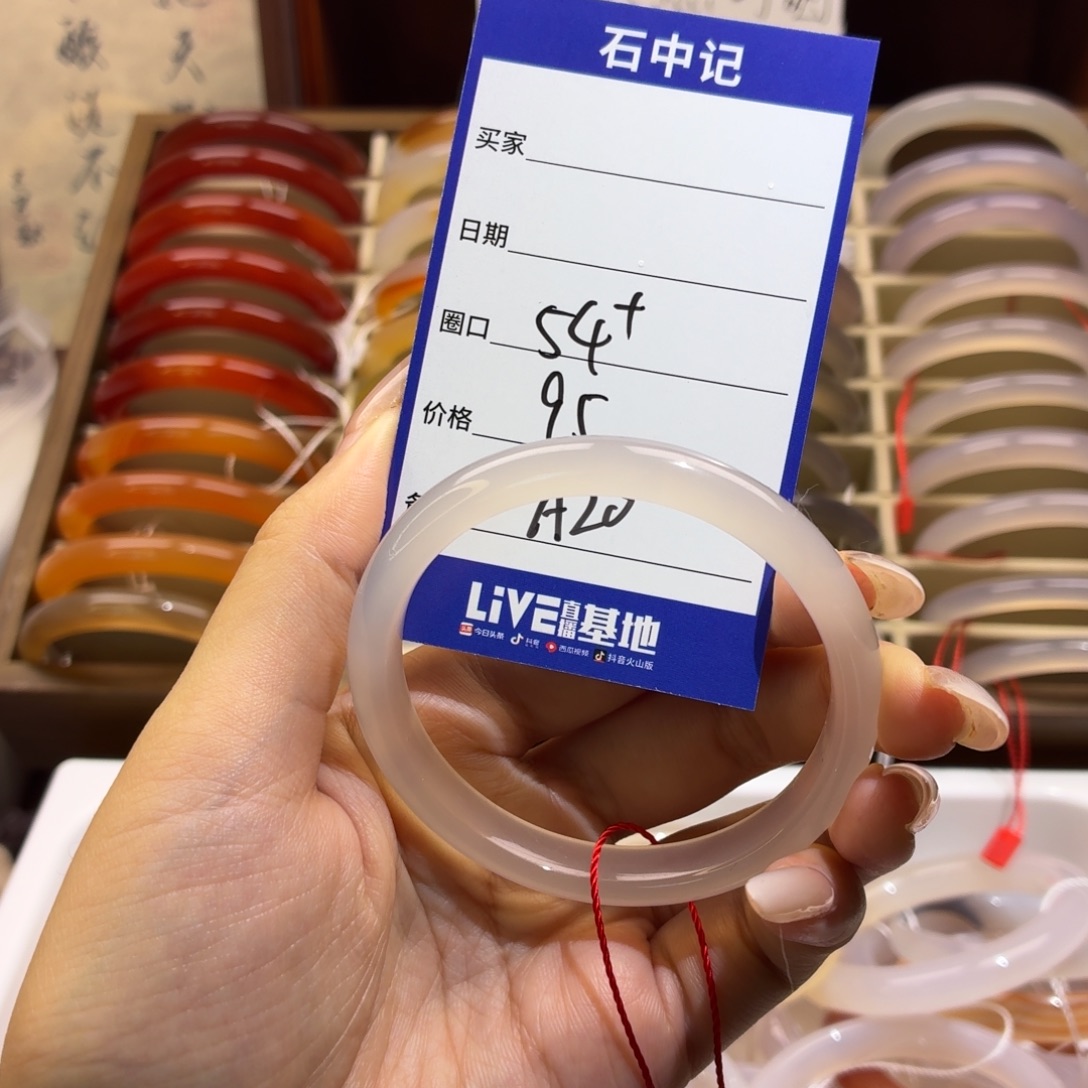 石中记
买家
日期
圈口 54+
价格 95
A20
LiVE直播基地
今日头条 抖音 西瓜视频 抖音火山版